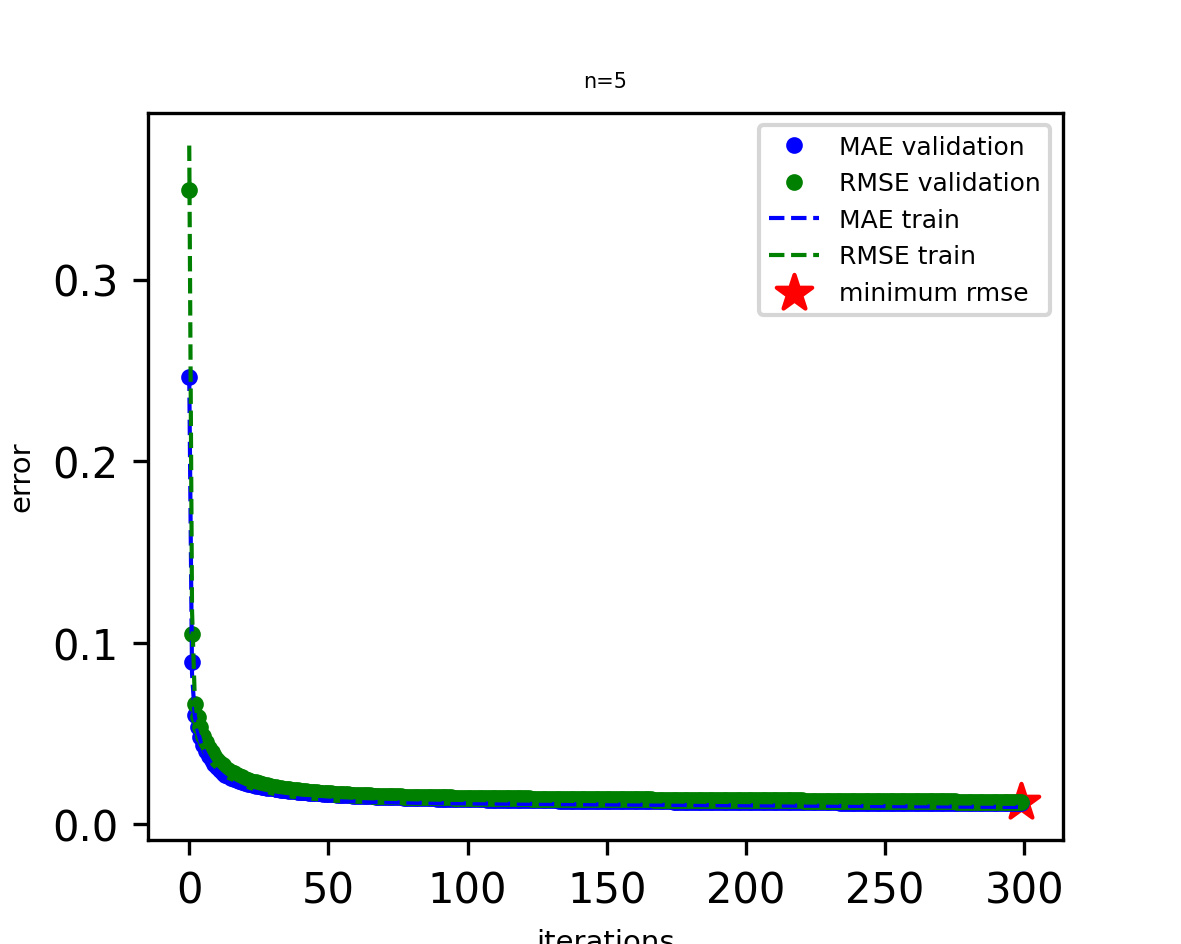 n=5
MAE validation
RMSE validation
MAE train
RMSE train
minimum rmse
error
0.3
0.2
0.1
0.0
0 50 100 150 200 250 300
iterations